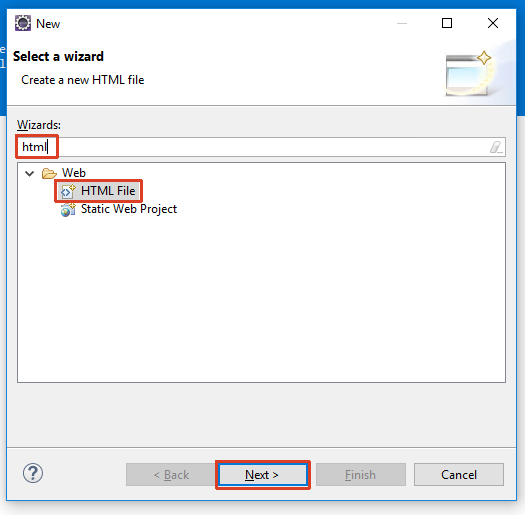 New
Select a wizard
Create a new HTML file
Wizards:
html
Web
HTML File
Static Web Project
? < Back Next > Finish Cancel